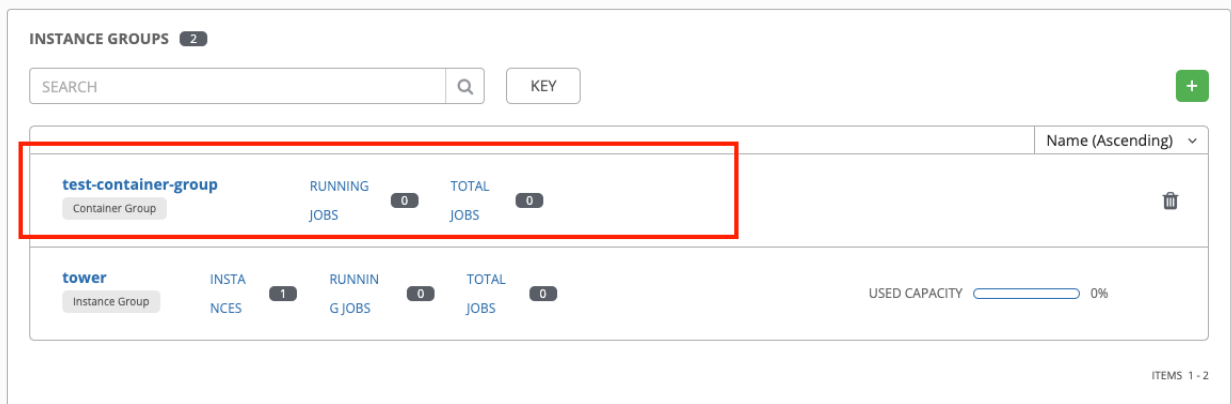 INSTANCE GROUPS 2
SEARCH KEY +
Name (Ascending)
test-container-group RUNNING 0 TOTAL 0
Container Group JOBS JOBS
tower INSTA 1 RUNNIN 0 TOTAL 0 USED CAPACITY 0%
Instance Group NCES G JOBS JOBS
ITEMS 1 - 2